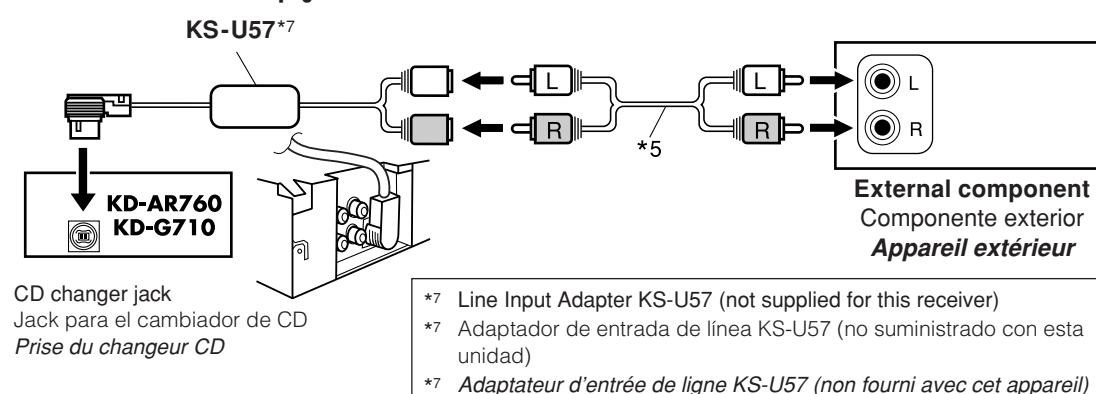 KS-U57*7
L
L
L
R
R
R
*5
KD-AR760
KD-G710
External component
Componente exterior
Appareil extérieur
CD changer jack
Jack para el cambiador de CD
Prise du changeur CD
*7 Line Input Adapter KS-U57 (not supplied for this receiver)
*7 Adaptador de entrada de línea KS-U57 (no suministrado con esta
unidad)
*7 Adaptateur d'entrée de ligne KS-U57 (non fourni avec cet appareil)